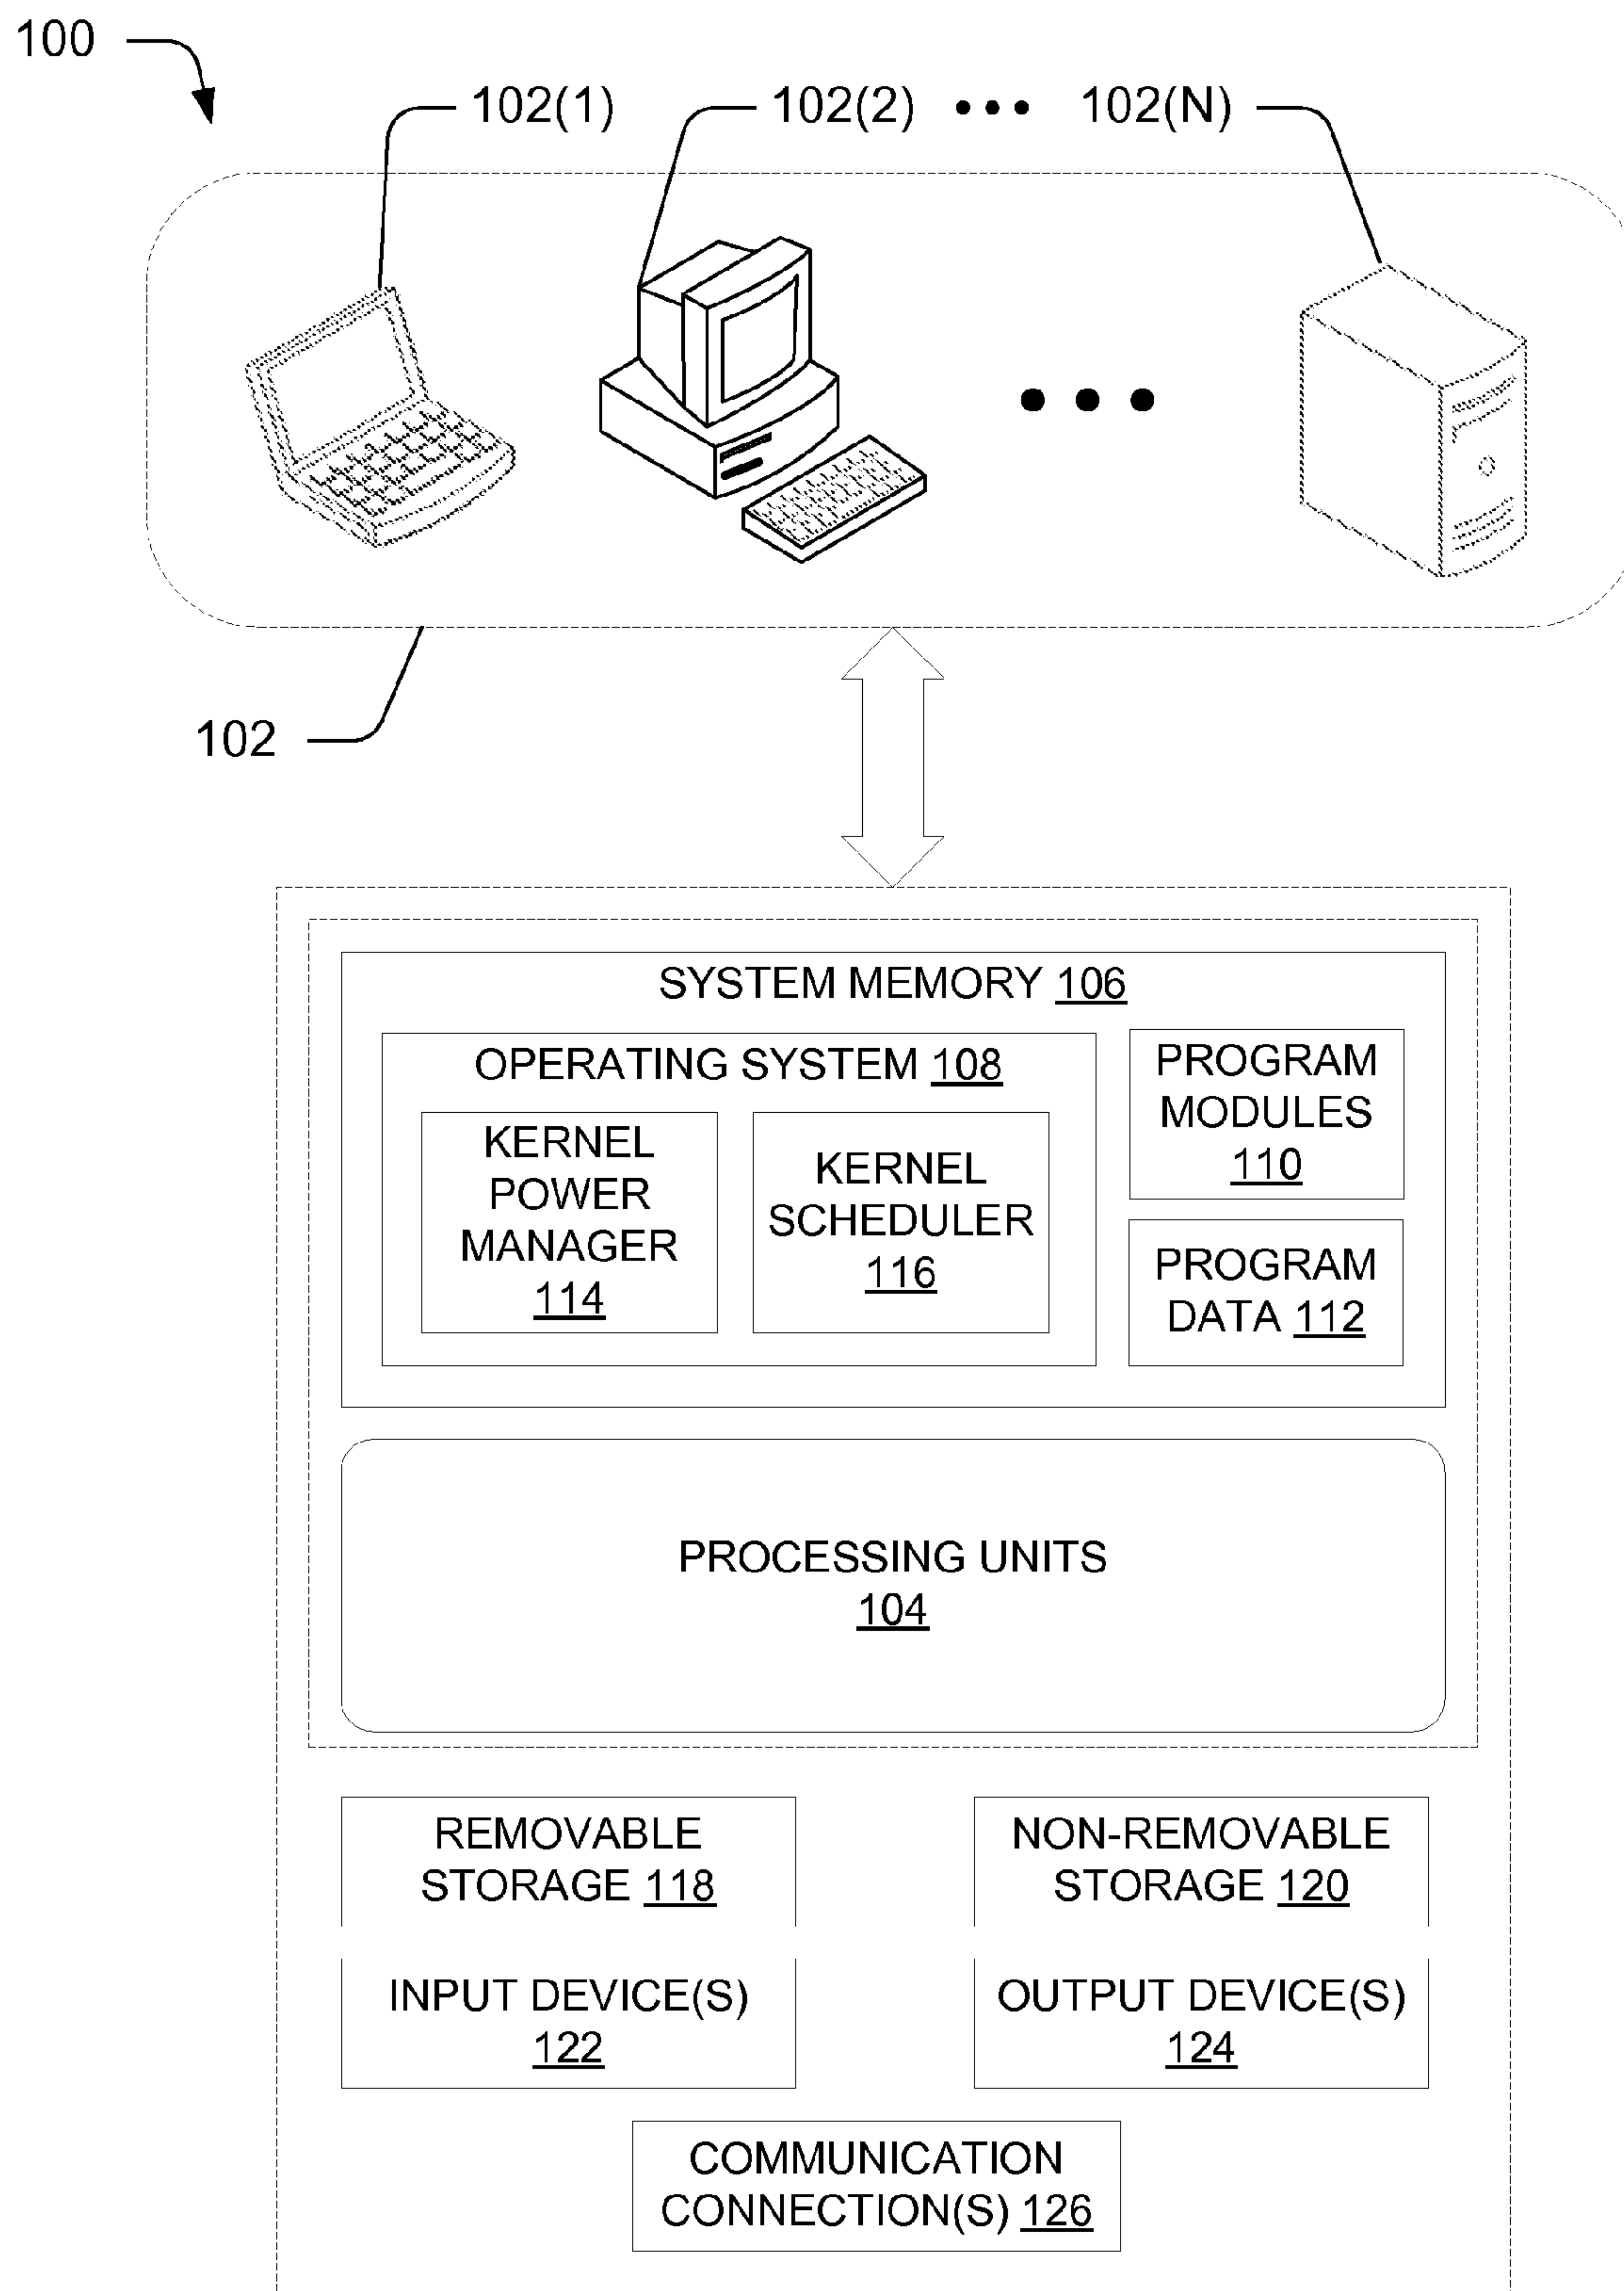 100
102(1) 102(2) ••• 102(N)
102
SYSTEM MEMORY 106
OPERATING SYSTEM 108
KERNEL
POWER
MANAGER
114
KERNEL
SCHEDULER
116
PROGRAM
MODULES
110
PROGRAM
DATA 112
PROCESSING UNITS
104
REMOVABLE
STORAGE 118
NON-REMOVABLE
STORAGE 120
INPUT DEVICE(S)
122
OUTPUT DEVICE(S)
124
COMMUNICATION
CONNECTION(S) 126